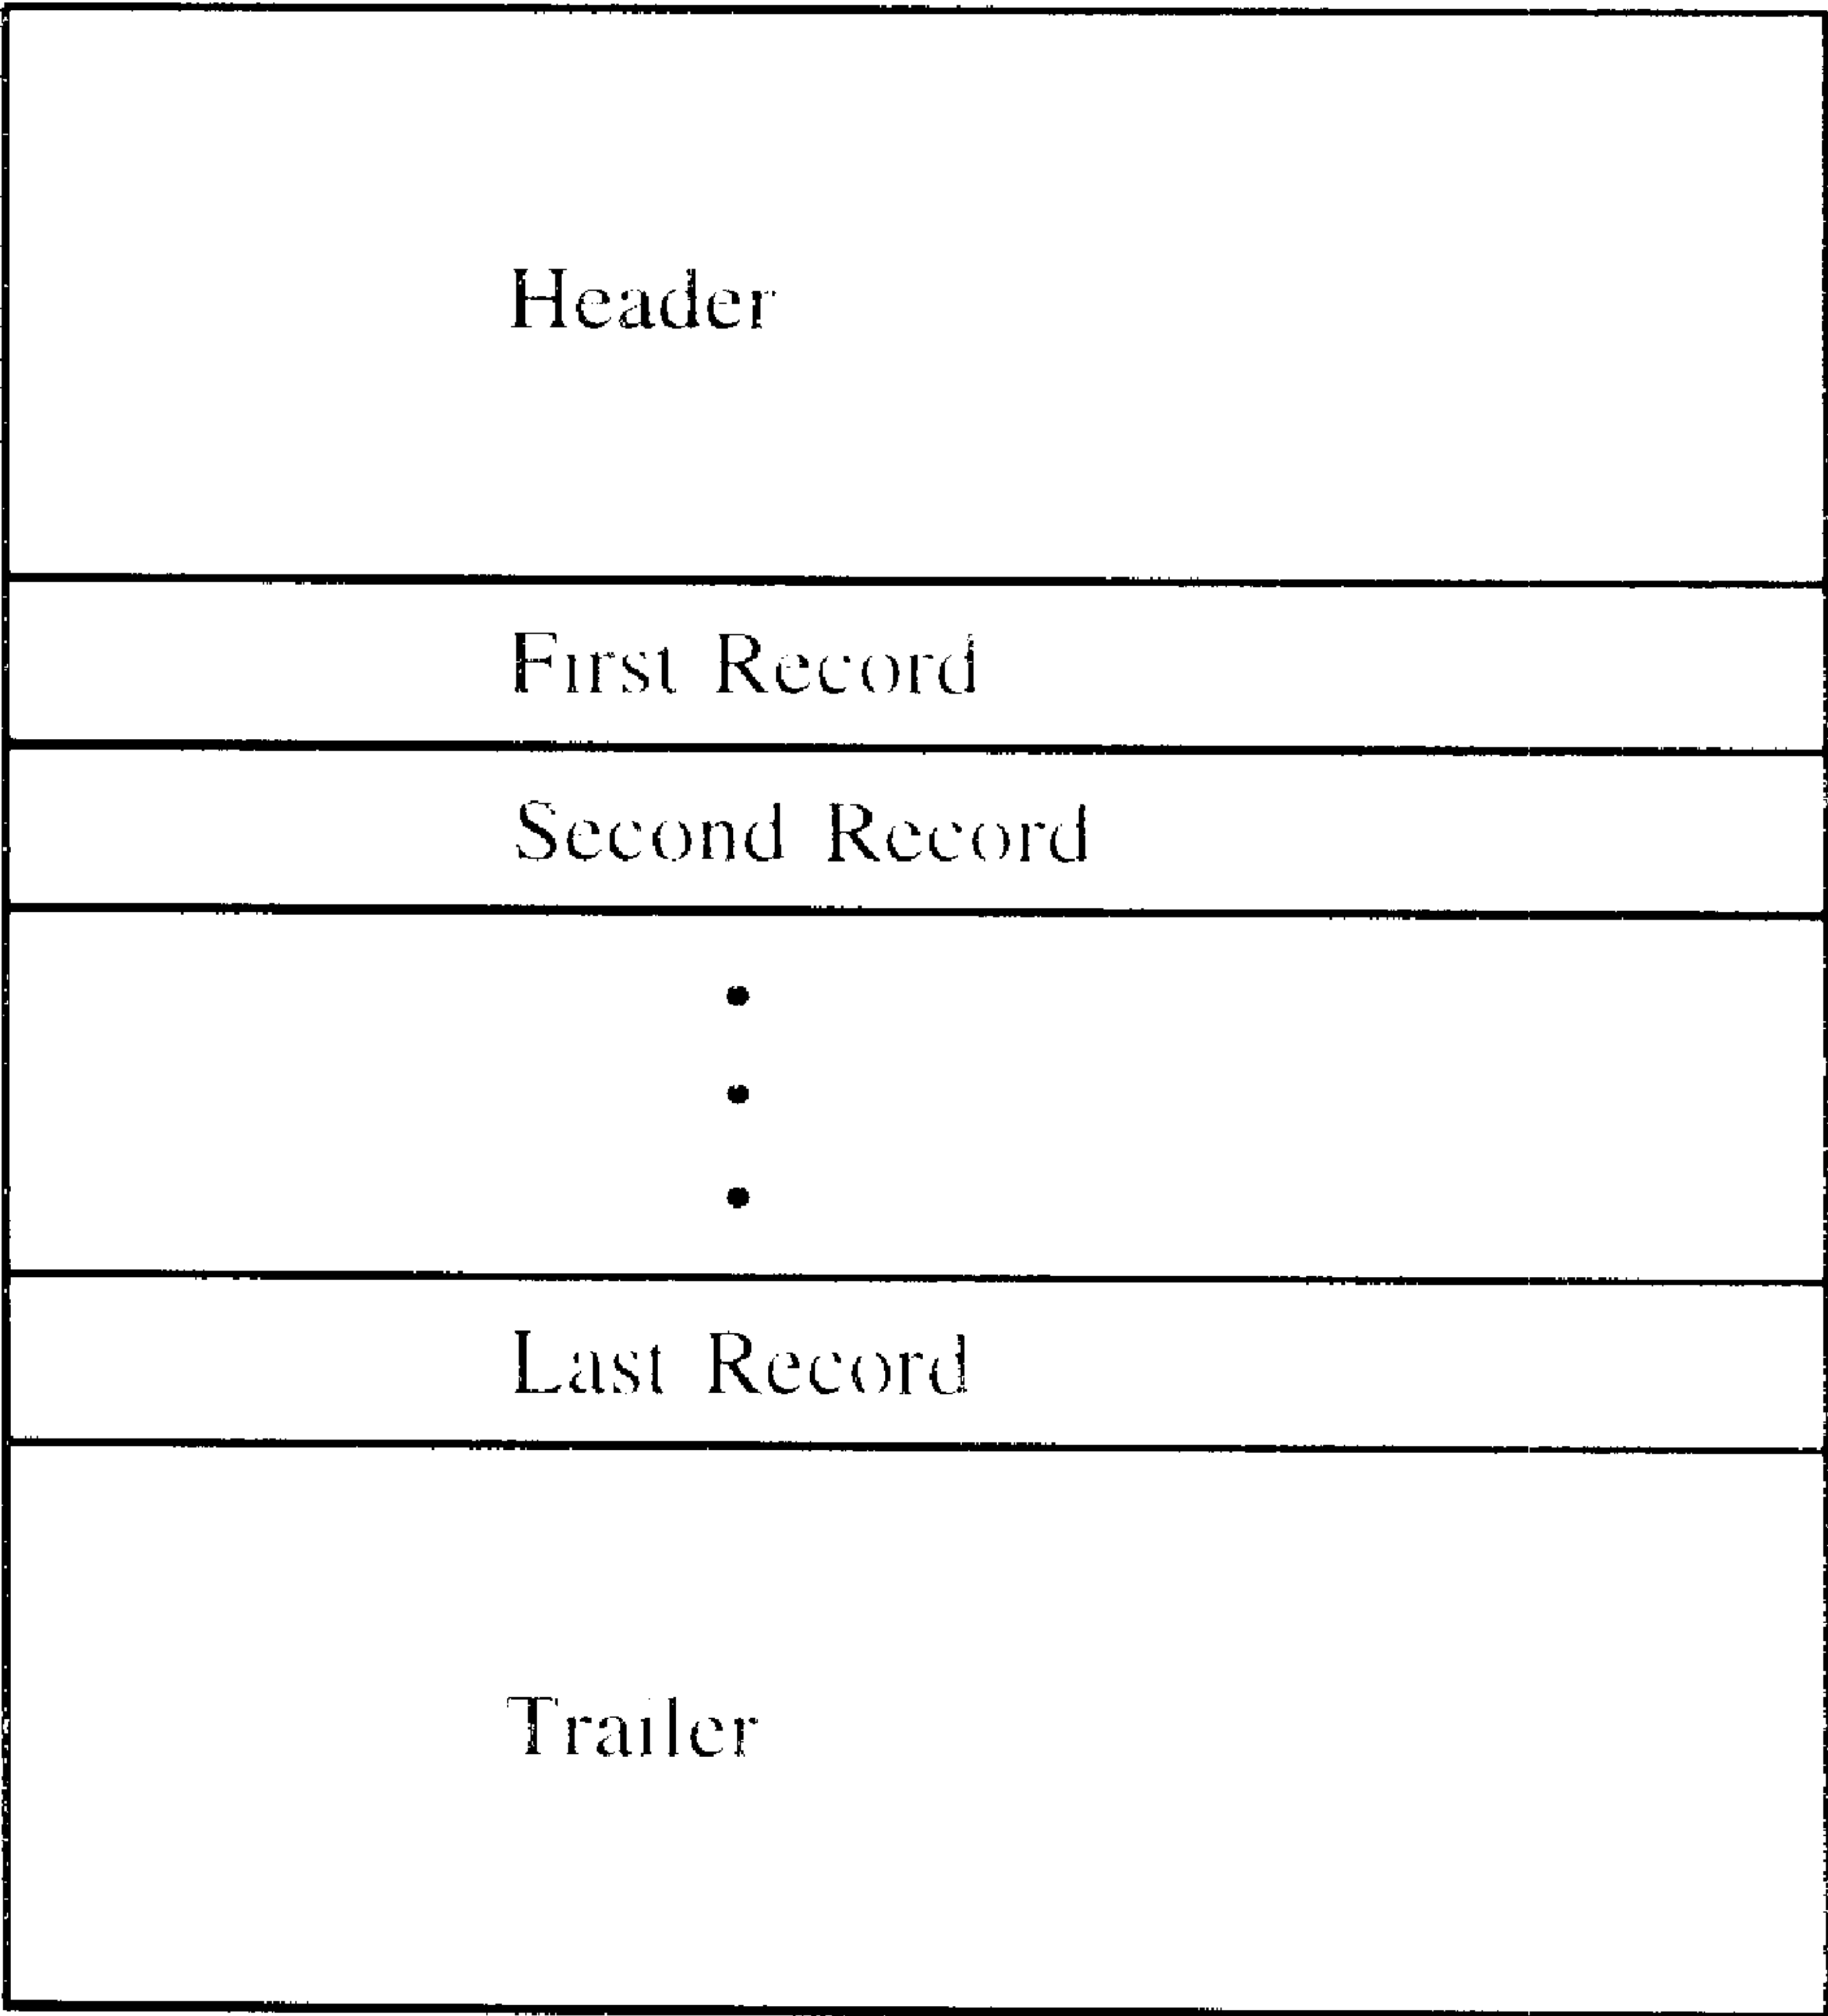 Header
First Record
Second Record
•
•
•
Last Record
Trailer